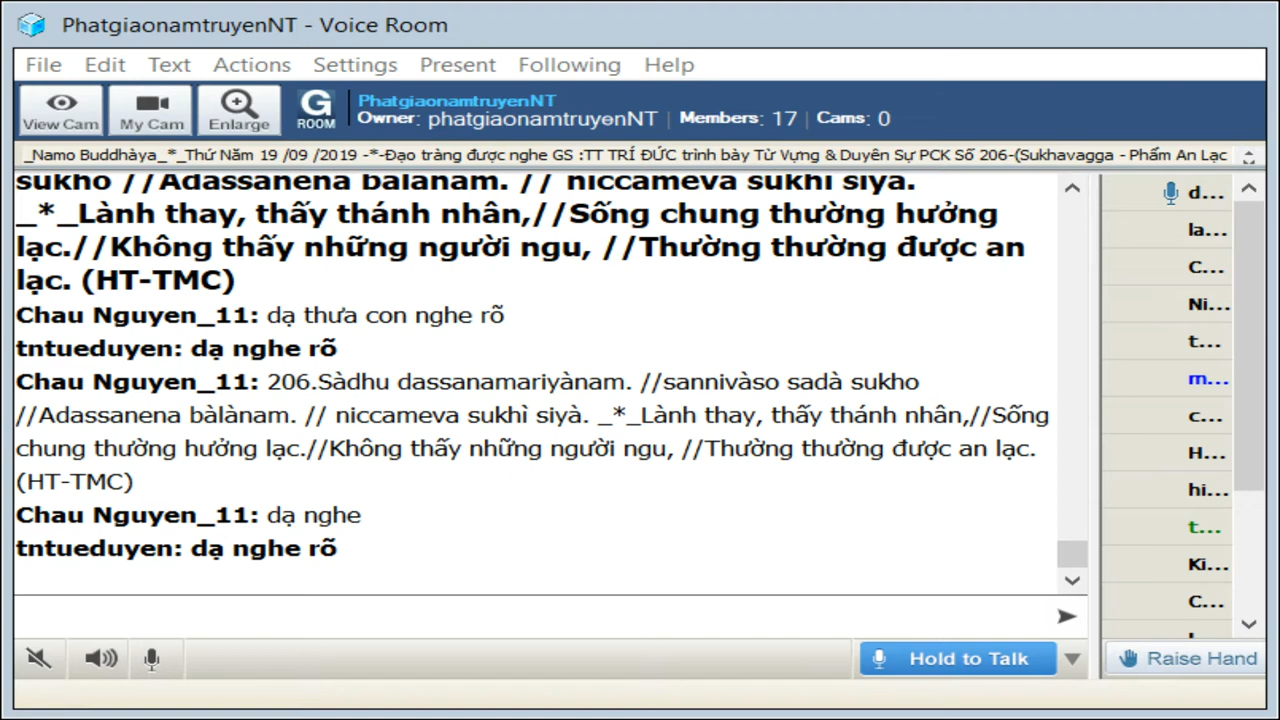 PhatgiaonamtruyenNT - Voice Room
File Edit Text Actions Settings Present Following Help
View Cam My Cam Enlarge G ROOM
PhatgiaonamtruyenNT
Owner: phatgiaonamtruyenNT Members: 17 Cams: 0
_Namo Buddhàya_*_Thứ Năm 19 /09 /2019 -*-Đạo tràng được nghe GS :TT TRÍ ĐỨC trình bày Từ Vựng & Duyên Sự PCK Số 206-(Sukhavagga - Phẩm An Lạc
sukho //Adassanena bàlànam. // niccameva sukhì siyà.
_*_Lành thay, thấy thánh nhân,//Sống chung thường hưởng
lạc.//Không thấy những người ngu, //Thường thường được an
lạc. (HT-TMC)
Chau Nguyen_11: dạ thưa con nghe rõ
tntueduyen: dạ nghe rõ
Chau Nguyen_11: 206.Sàdhu dassanamariyànam. //sannivàso sadà sukho
//Adassanena bàlànam. // niccameva sukhì siyà. _*_Lành thay, thấy thánh nhân,//Sống
chung thường hưởng lạc.//Không thấy những người ngu, //Thường thường được an lạc.
(HT-TMC)
Chau Nguyen_11: dạ nghe
tntueduyen: dạ nghe rõ
d...
la...
C...
Ni...
t...
m...
c...
H...
hi...
t...
Ki...
C...
Hold to Talk
Raise Hand